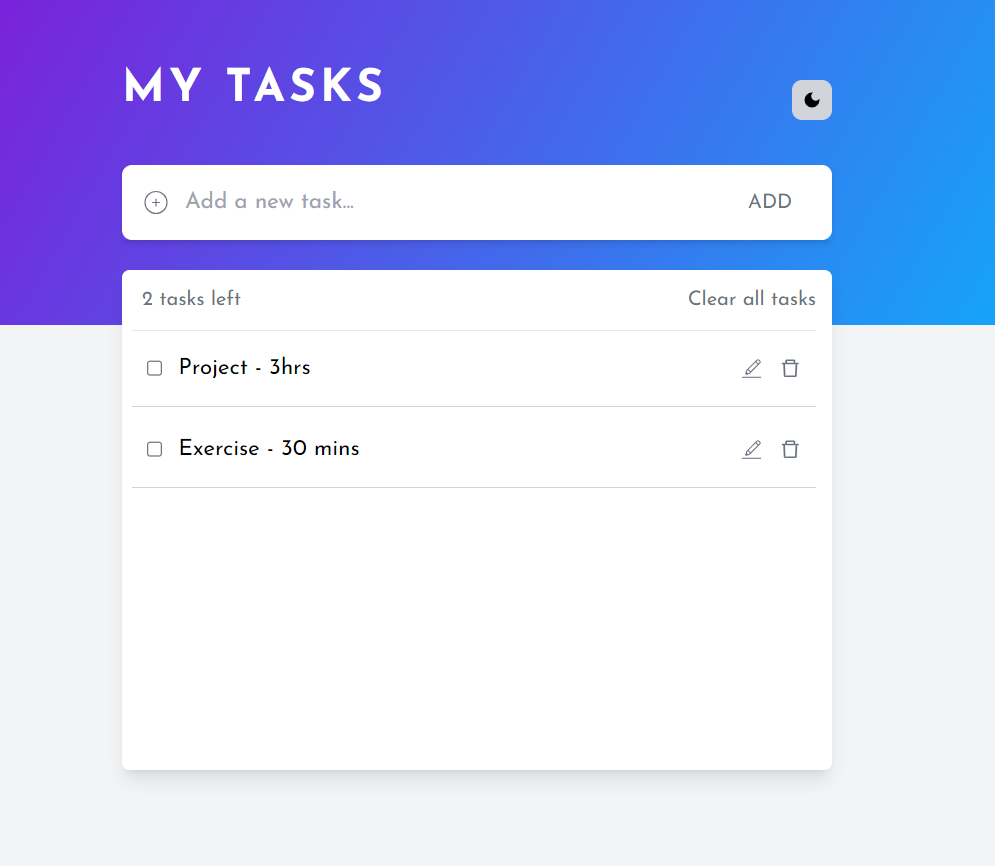 MY TASKS
Add a new task...
ADD
2 tasks left
Clear all tasks
Project - 3hrs
Exercise - 30 mins